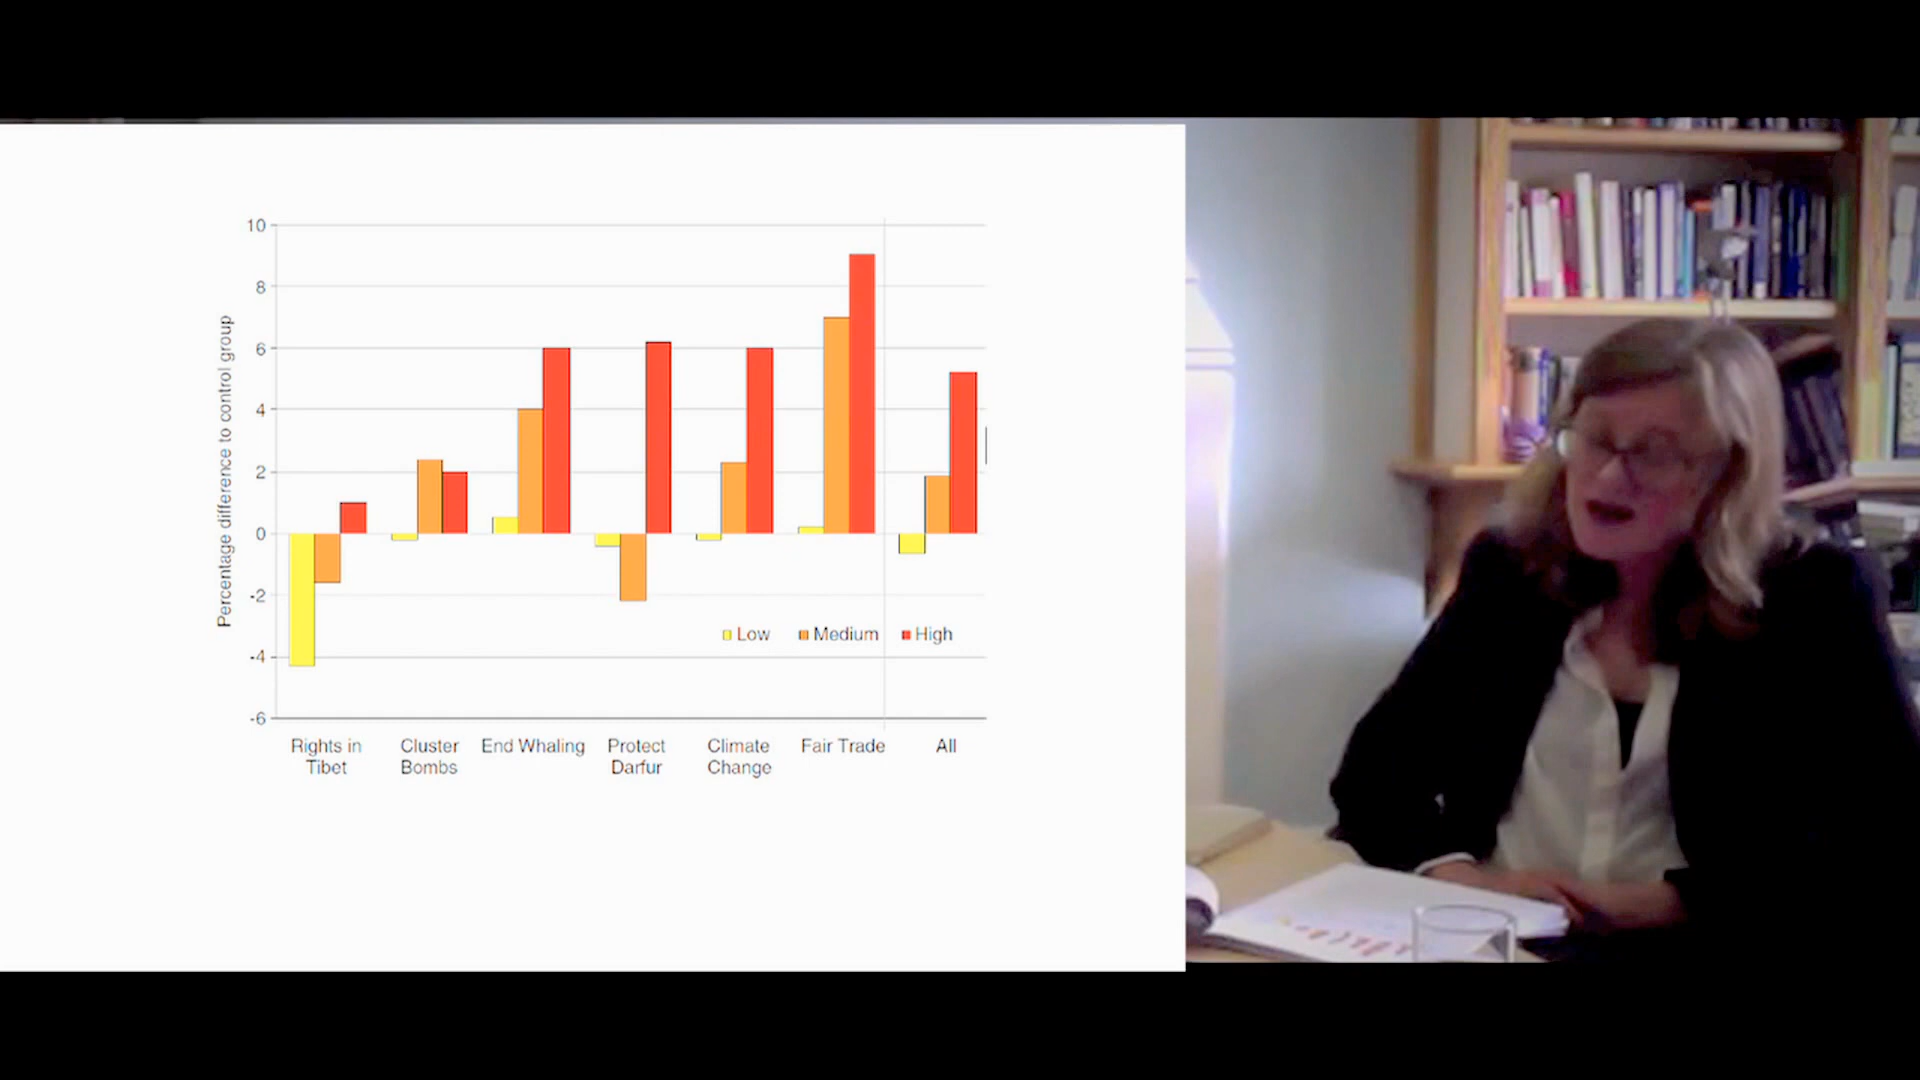 Percentage difference to control group
10
8
6
4
2
0
-2
-4
-6
Low Medium High
Rights in Tibet
Cluster Bombs
End Whaling
Protect Darfur
Climate Change
Fair Trade
All